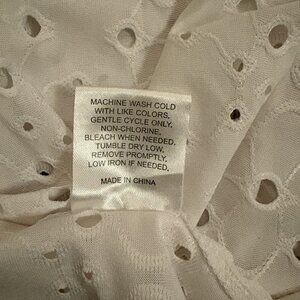 MACHINE WASH COLD
WITH LIKE COLORS,
GENTLE CYCLE ONLY.
NON-CHLORINE,
BLEACH WHEN NEEDED.
TUMBLE DRY LOW.
REMOVE PROMPTLY,
LOW IRON IF NEEDED.
MADE IN CHINA